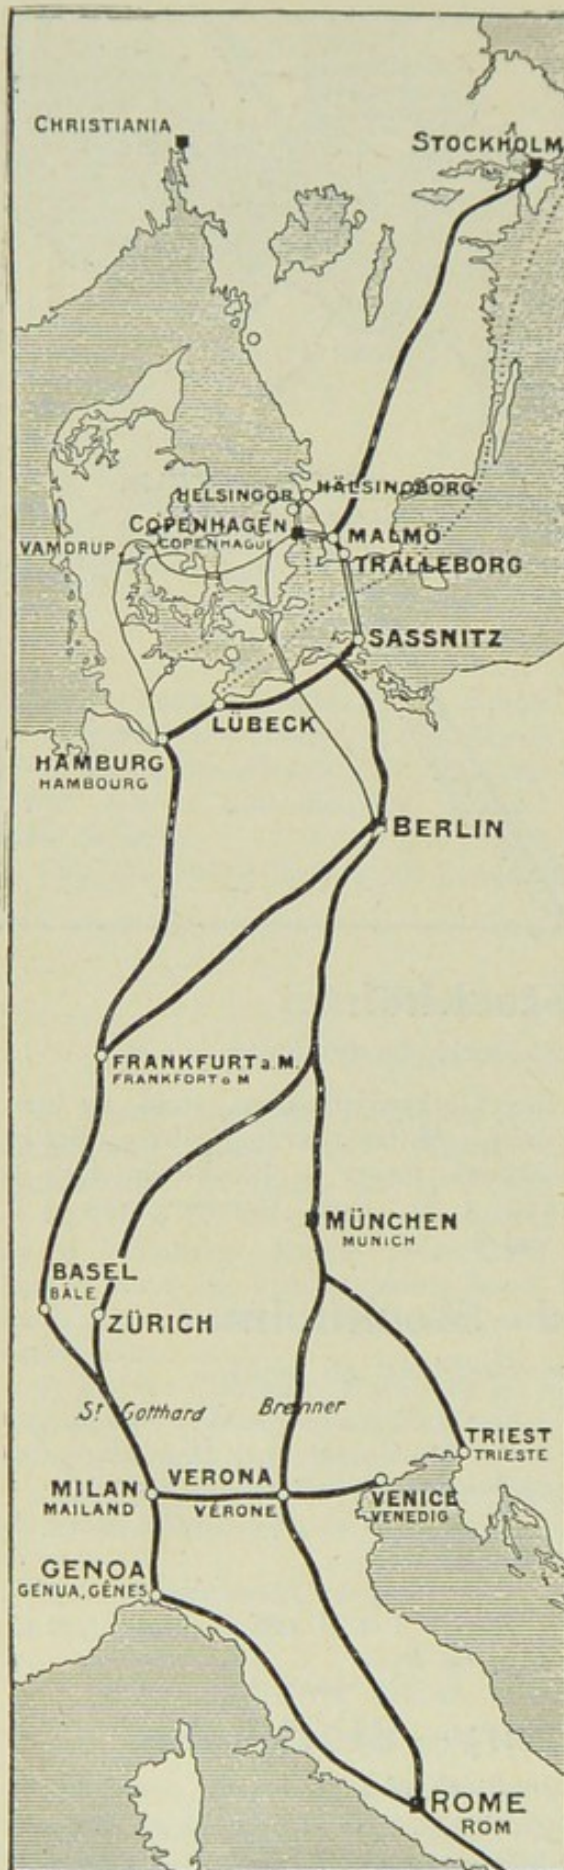 CHRISTIANIA
STOCKHOLM
HELSINGÖR
HÄLSINGBORG
COPENHAGEN
COPENHAGUE
MALMÖ
VAMDRUP
TRÄLLEBORG
SASSNITZ
LÜBECK
HAMBURG
HAMBOURG
BERLIN
FRANKFURT a. M.
FRANKFORT o M
MÜNCHEN
MUNICH
BASEL
BÂLE
ZÜRICH
St Gotthard
Brenner
TRIEST
TRIESTE
MILAN
MAILAND
VERONA
VÉRONE
VENICE
VENEDIG
GENOA
GENUA, GÊNES
ROME
ROM